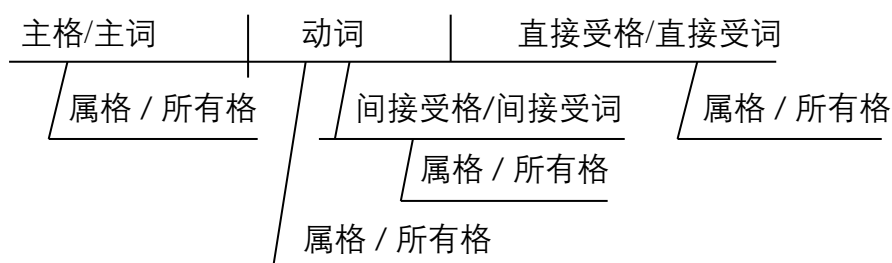 主格/主词 动词 直接受格/直接受词
属格 / 所有格 间接受格/间接受词 属格 / 所有格
属格 / 所有格
属格 / 所有格